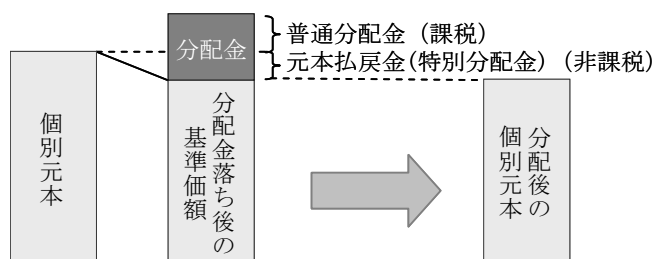 分配金
普通分配金（課税）
元本払戻金(特別分配金)（非課税）
個別元本
分配金落ち後の
基準価額
分配後の
個別元本